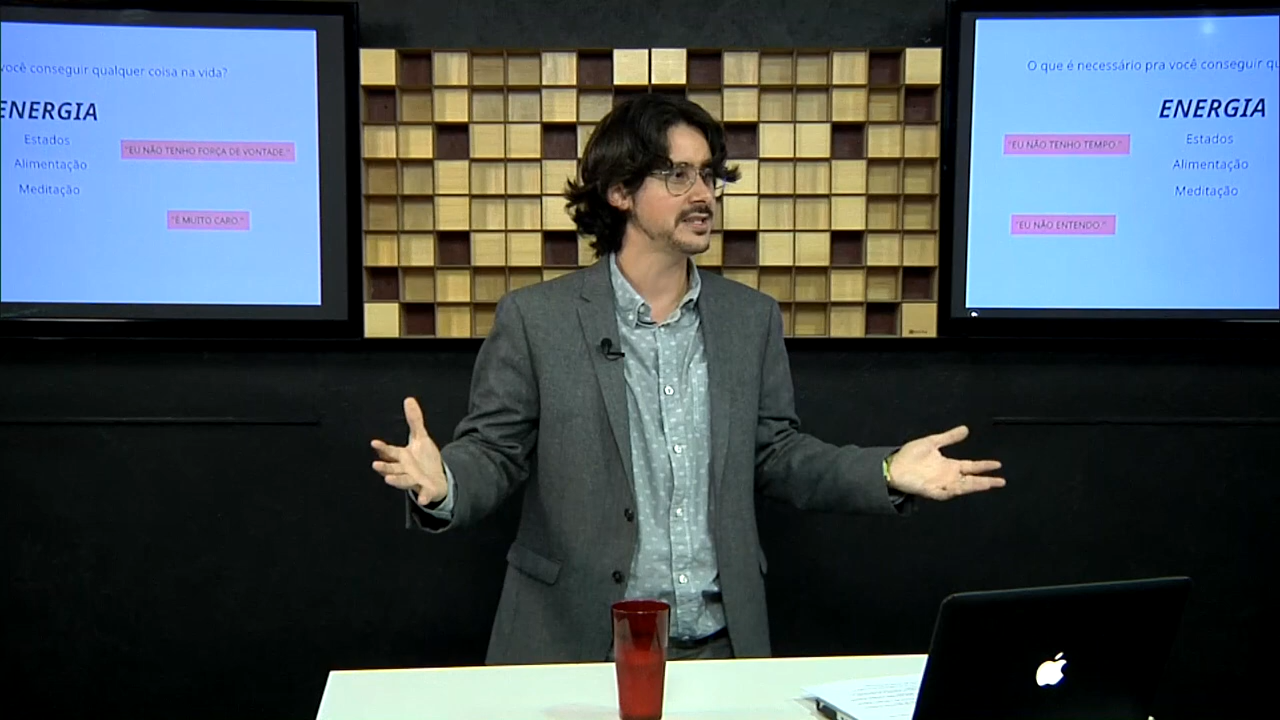 você conseguir qualquer coisa na vida?
ENERGIA
Estados
Alimentação
Meditação
"EU NÃO TENHO FORÇA DE VONTADE."
"É MUITO CARO."
O que é necessário pra você conseguir qu
ENERGIA
"EU NÃO TENHO TEMPO."
Estados
Alimentação
Meditação
"EU NÃO ENTENDO."